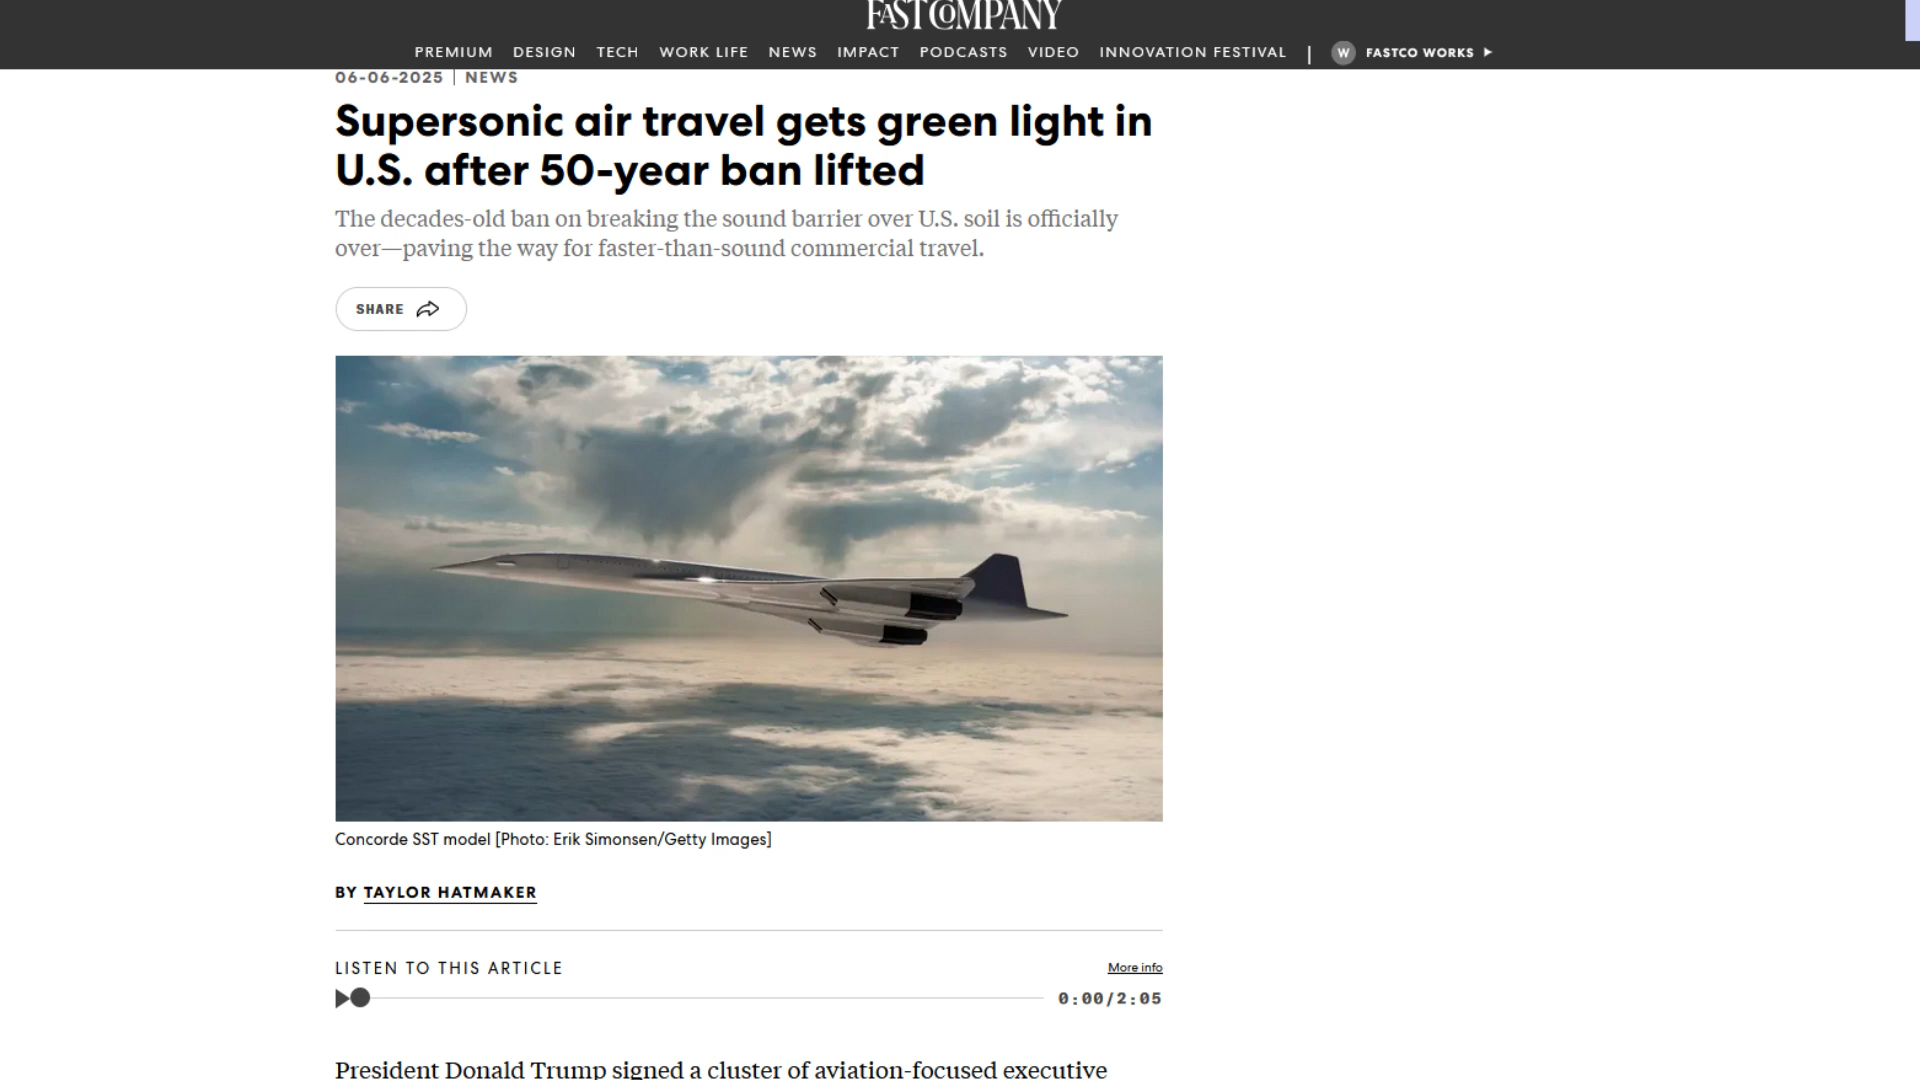 FAST COMPANY
PREMIUM DESIGN TECH WORK LIFE NEWS IMPACT PODCASTS VIDEO INNOVATION FESTIVAL | W FASTCO WORKS
06-06-2025 | NEWS
Supersonic air travel gets green light in
U.S. after 50-year ban lifted
The decades-old ban on breaking the sound barrier over U.S. soil is officially
over—paving the way for faster-than-sound commercial travel.
SHARE
Concorde SST model [Photo: Erik Simonsen/Getty Images]
BY TAYLOR HATMAKER
LISTEN TO THIS ARTICLE
More info
0:00/2:05
President Donald Trump signed a cluster of aviation-focused executive